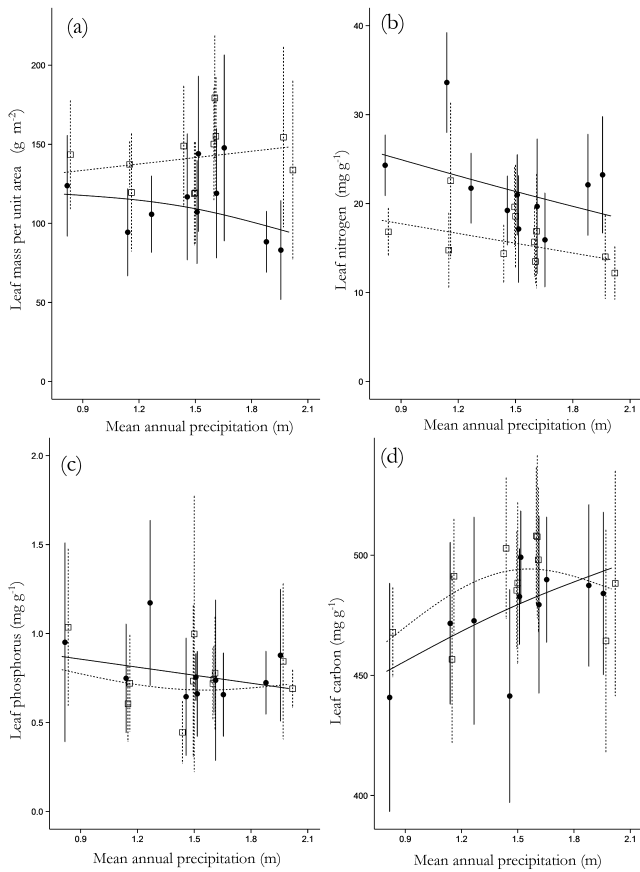 (a)
Leaf mass per unit area (g m⁻²)
200
150
100
50
0
0.9 1.2 1.5 1.8 2.1
Mean annual precipitation (m)
(b)
Leaf nitrogen (mg g⁻¹)
40
30
20
10
0
0.9 1.2 1.5 1.8 2.1
Mean annual precipitation (m)
(c)
Leaf phosphorus (mg g⁻¹)
2.0
1.5
1.0
0.5
0.0
0.9 1.2 1.5 1.8 2.1
Mean annual precipitation (m)
(d)
Leaf carbon (mg g⁻¹)
500
450
400
0.9 1.2 1.5 1.8 2.1
Mean annual precipitation (m)